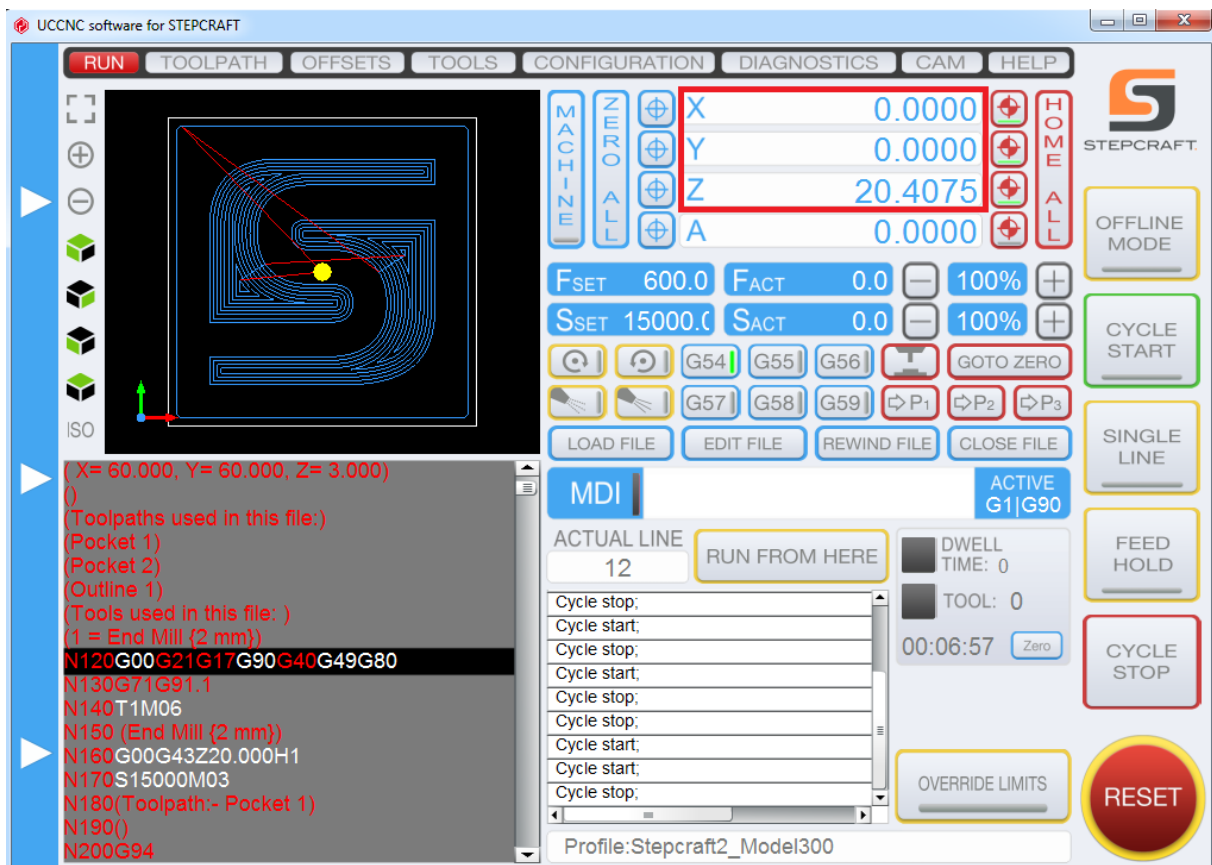 UCCNC software for STEPCRAFT
RUN TOOLPATH OFFSETS TOOLS CONFIGURATION DIAGNOSTICS CAM HELP
MACHINE
ZERO ALL
X 0.0000
Y 0.0000
Z 20.4075
A 0.0000
HOME ALL
STEPCRAFT
ISO
FSET 600.0 FACT 0.0 100%
SSET 15000.( SACT 0.0 100%
G54 G55 G56 GOTO ZERO
G57 G58 G59 P1 P2 P3
LOAD FILE EDIT FILE REWIND FILE CLOSE FILE
MDI
ACTIVE
G1|G90
( X= 60.000, Y= 60.000, Z= 3.000)
()
(Toolpaths used in this file:)
(Pocket 1)
(Pocket 2)
(Outline 1)
(Tools used in this file: )
(1 = End Mill {2 mm})
N120G00G21G17G90G40G49G80
N130G71G91.1
N140T1M06
N150 (End Mill {2 mm})
N160G00G43Z20.000H1
N170S15000M03
N180(Toolpath:- Pocket 1)
N190()
N200G94
ACTUAL LINE
12
RUN FROM HERE
DWELL
TIME: 0
TOOL: 0
00:06:57 Zero
Cycle stop;
Cycle start;
Cycle stop;
Cycle start;
Cycle stop;
Cycle stop;
Cycle start;
Cycle start;
Cycle stop;
OVERRIDE LIMITS
Profile:Stepcraft2_Model300
OFFLINE
MODE
CYCLE
START
SINGLE
LINE
FEED
HOLD
CYCLE
STOP
RESET